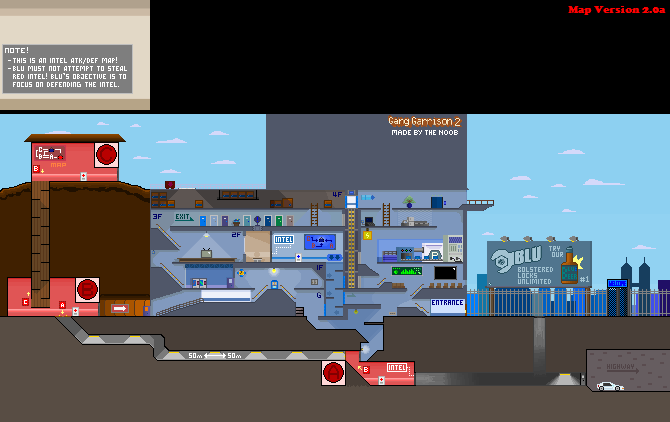 Map Version 2.0a
NOTE!
-THIS IS AN INTEL ATK/DEF MAP!
-BLU MUST NOT ATTEMPT TO STEAL
RED INTEL! BLU'S OBJECTIVE IS TO
FOCUS ON DEFENDING THE INTEL.
Gang Garrison 2
MADE BY THE NOOB
MAP
B
4F
3F
EXIT
2F
INTEL
S
P
1F
G
ENTRANCE
BLU
BOLSTERED
LOCKS
UNLIMITED
TRY
OUR
#1
WELCOME
C
A
50m
50m
A
B
INTEL
HIGHWAY